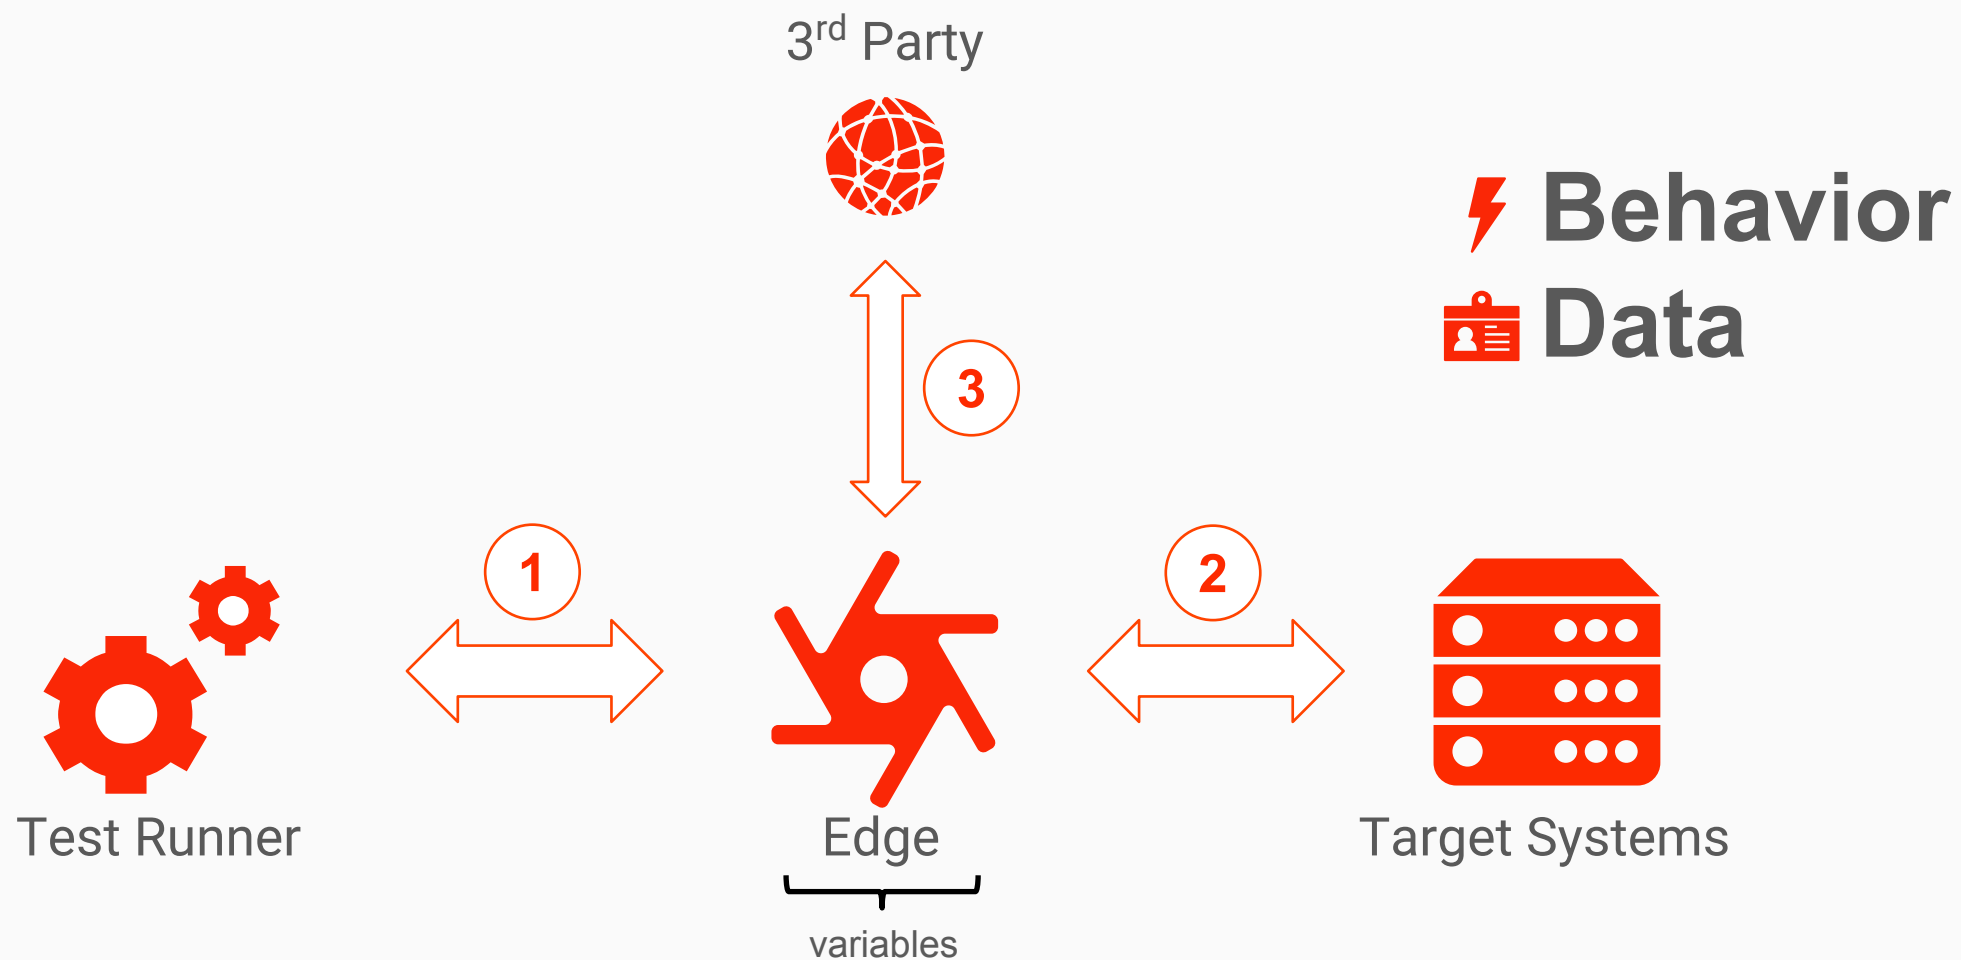 3rd Party
Behavior
Data
3
1
2
Test Runner
Edge
Target Systems
variables